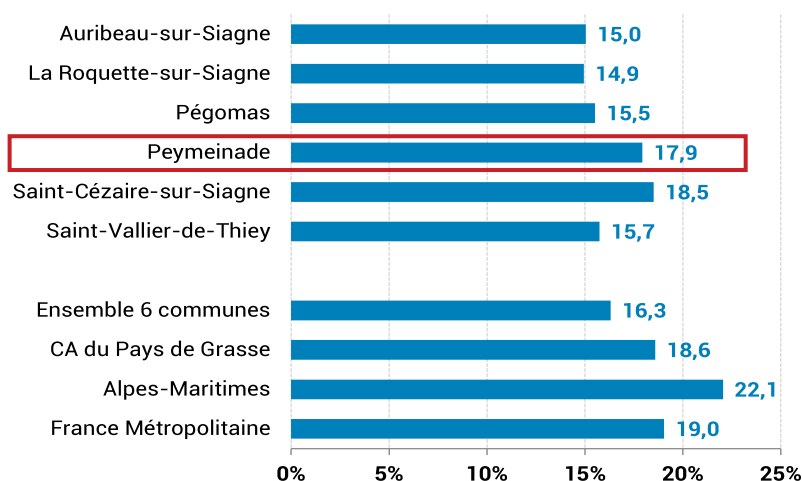 Auribeau-sur-Siagne 15,0
La Roquette-sur-Siagne 14,9
Pégomas 15,5
Peymeinade 17,9
Saint-Cézaire-sur-Siagne 18,5
Saint-Vallier-de-Thiey 15,7
Ensemble 6 communes 16,3
CA du Pays de Grasse 18,6
Alpes-Maritimes 22,1
France Métropolitaine 19,0
0% 5% 10% 15% 20% 25%